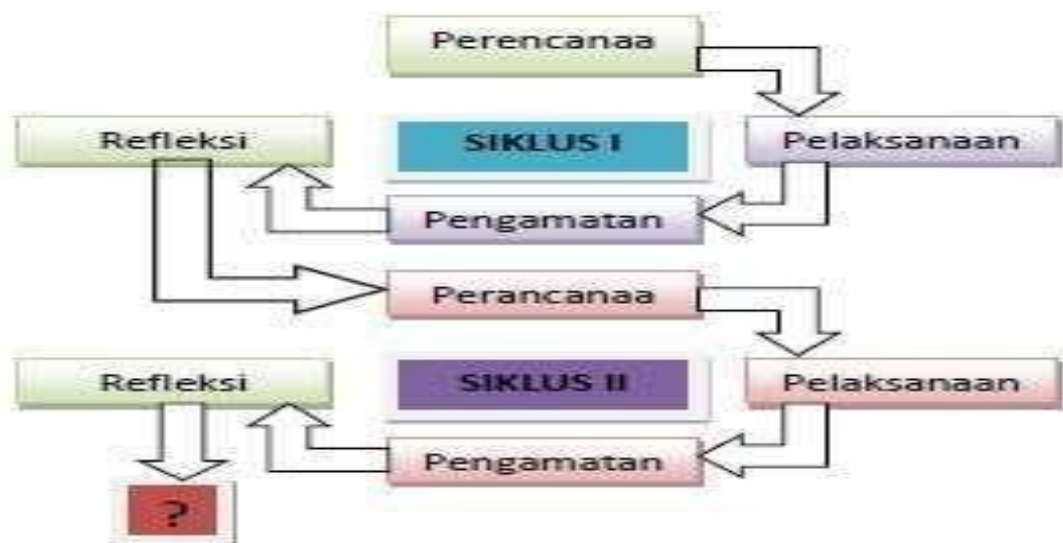 Perencanaa
Refleksi
SIKLUS I
Pelaksanaan
Pengamatan
Perancanaa
Refleksi
SIKLUS II
Pelaksanaan
Pengamatan
?